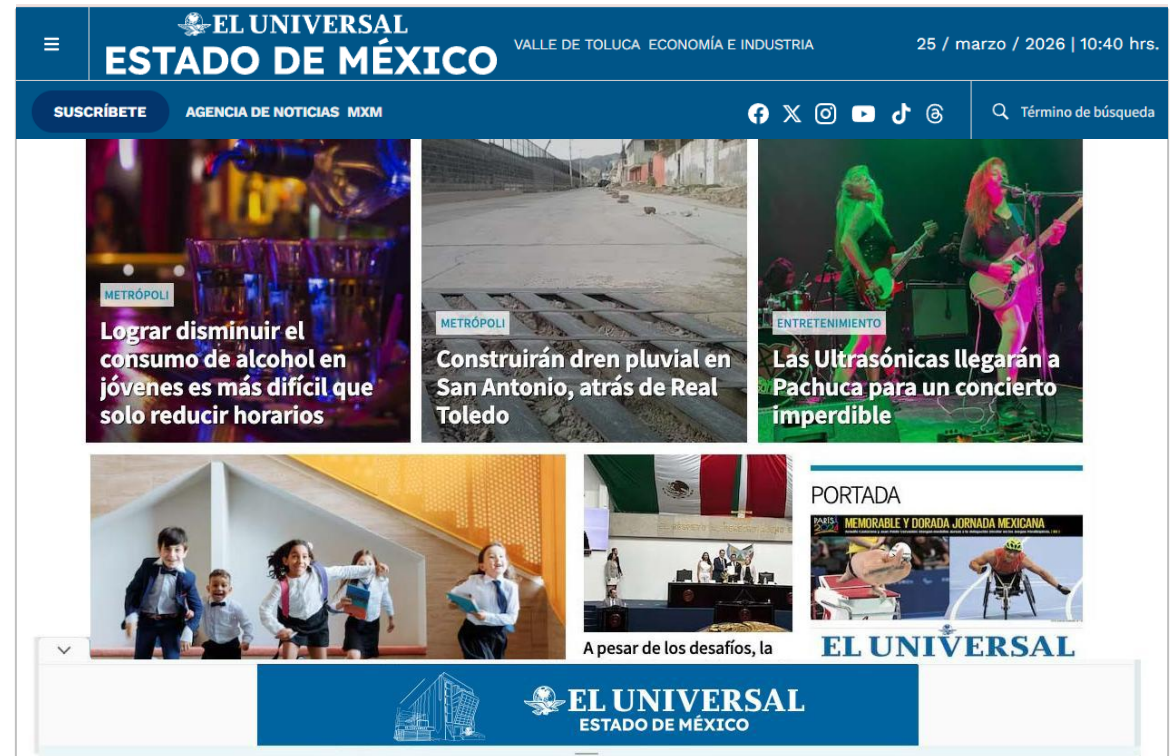 EL UNIVERSAL
ESTADO DE MÉXICO
VALLE DE TOLUCA ECONOMÍA E INDUSTRIA
25 / marzo / 2026 | 10:40 hrs.
SUSCRÍBETE
AGENCIA DE NOTICIAS MXM
Término de búsqueda
METRÓPOLI
Lograr disminuir el
consumo de alcohol en
jóvenes es más difícil que
solo reducir horarios
METRÓPOLI
Construirán dren pluvial en
San Antonio, atrás de Real
Toledo
ENTRETENIMIENTO
Las Ultrasónicas llegarán a
Pachuca para un concierto
imperdible
A pesar de los desafíos, la
PORTADA
MEMORABLE Y DORADA JORNADA MEXICANA
EL UNIVERSAL
EL UNIVERSAL
ESTADO DE MÉXICO